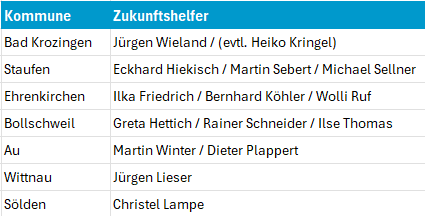 Kommune Zukunftshelfer
Bad Krozingen Jürgen Wieland / (evtl. Heiko Kringel)
Staufen Eckhard Hiekisch / Martin Sebert / Michael Sellner
Ehrenkirchen Ilka Friedrich / Bernhard Köhler / Wolli Ruf
Bollschweil Greta Hettich / Rainer Schneider / Ilse Thomas
Au Martin Winter / Dieter Plappert
Wittnau Jürgen Lieser
Sölden Christel Lampe